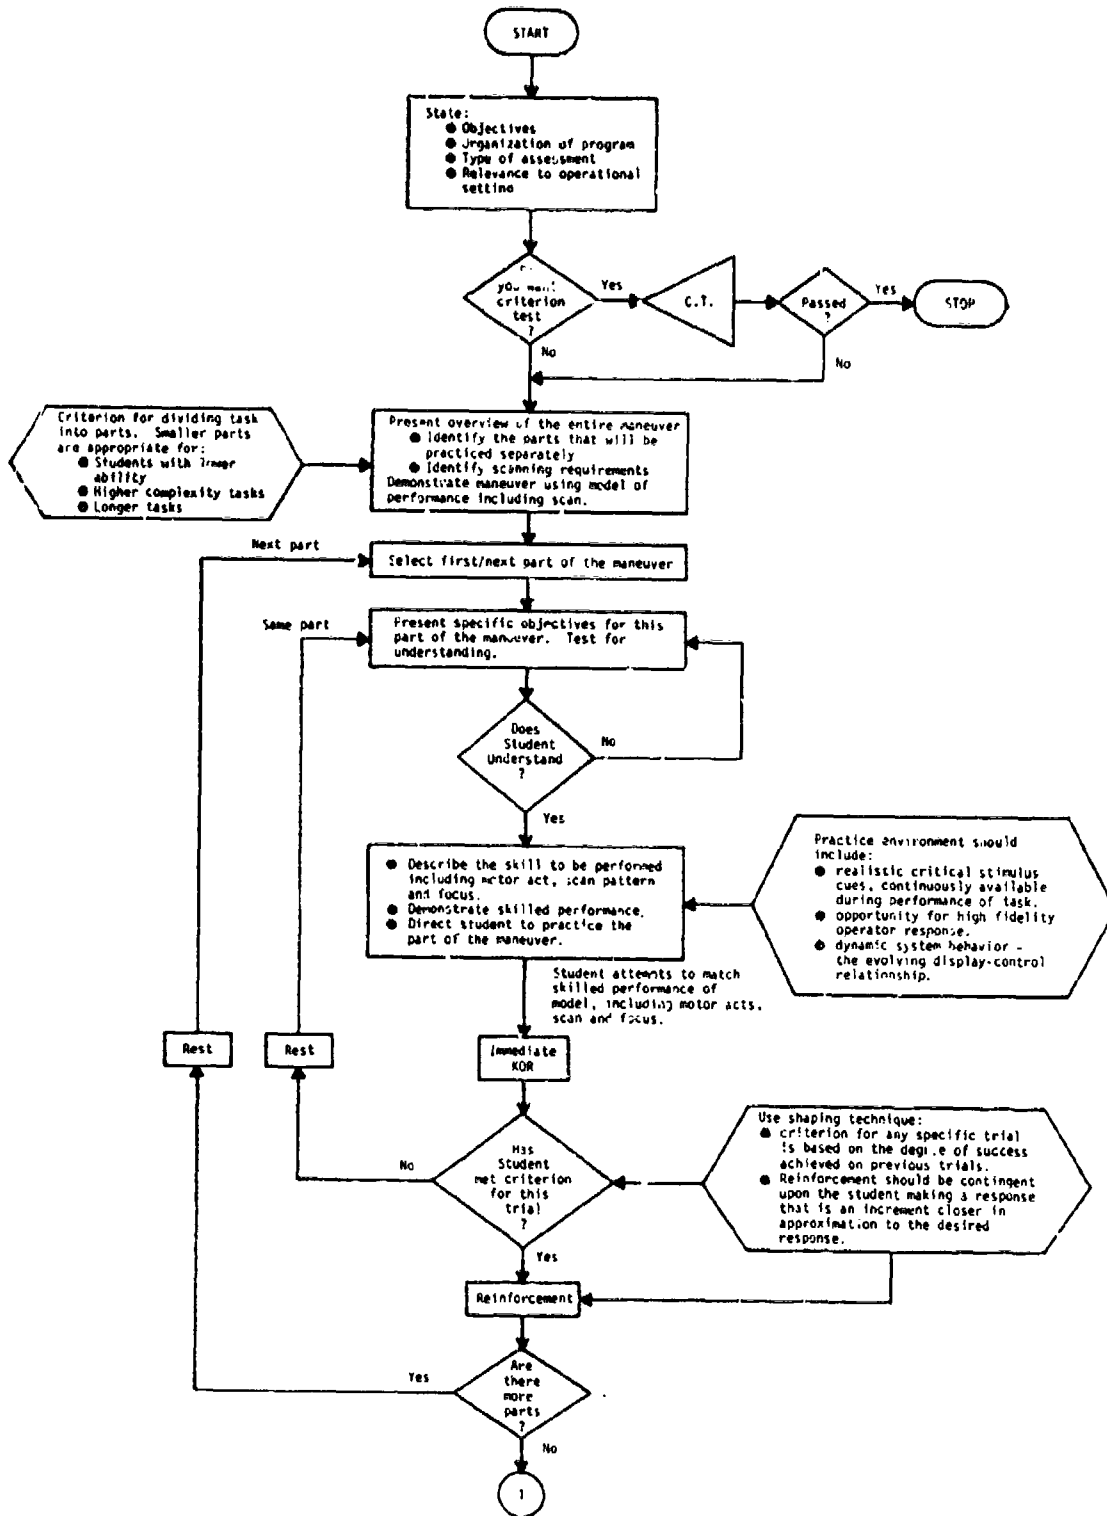 START
State:
● Objectives
● Organization of program
● Type of assessment
● Relevance to operational
setting
you want
criterion
test
?
Yes
C.T.
Passed
?
Yes
STOP
No
No
Criterion for dividing task
into parts. Smaller parts
are appropriate for:
● Students with lower
ability
● Higher complexity tasks
● Longer tasks
Present overview of the entire maneuver
● Identify the parts that will be
practiced separately
● Identify scanning requirements
Demonstrate maneuver using model of
performance including scan.
Next part
Select first/next part of the maneuver
Same part
Present specific objectives for this
part of the maneuver. Test for
understanding.
Does
Student
Understand
?
No
Yes
● Describe the skill to be performed
including motor act, scan pattern
and focus.
● Demonstrate skilled performance.
● Direct student to practice the
part of the maneuver.
Practice environment should
include:
● realistic critical stimulus
cues, continuously available
during performance of task.
● opportunity for high fidelity
operator response.
● dynamic system behavior -
the evolving display-control
relationship.
Student attempts to match
skilled performance of
model, including motor acts,
scan and focus.
Rest
Rest
Immediate
KOR
Has
Student
met criterion
for this
trial
?
No
Yes
Use shaping technique:
● criterion for any specific trial
is based on the degree of success
achieved on previous trials.
● Reinforcement should be contingent
upon the student making a response
that is an increment closer in
approximation to the desired
response.
Reinforcement
Are
there
more
parts
?
Yes
No
1